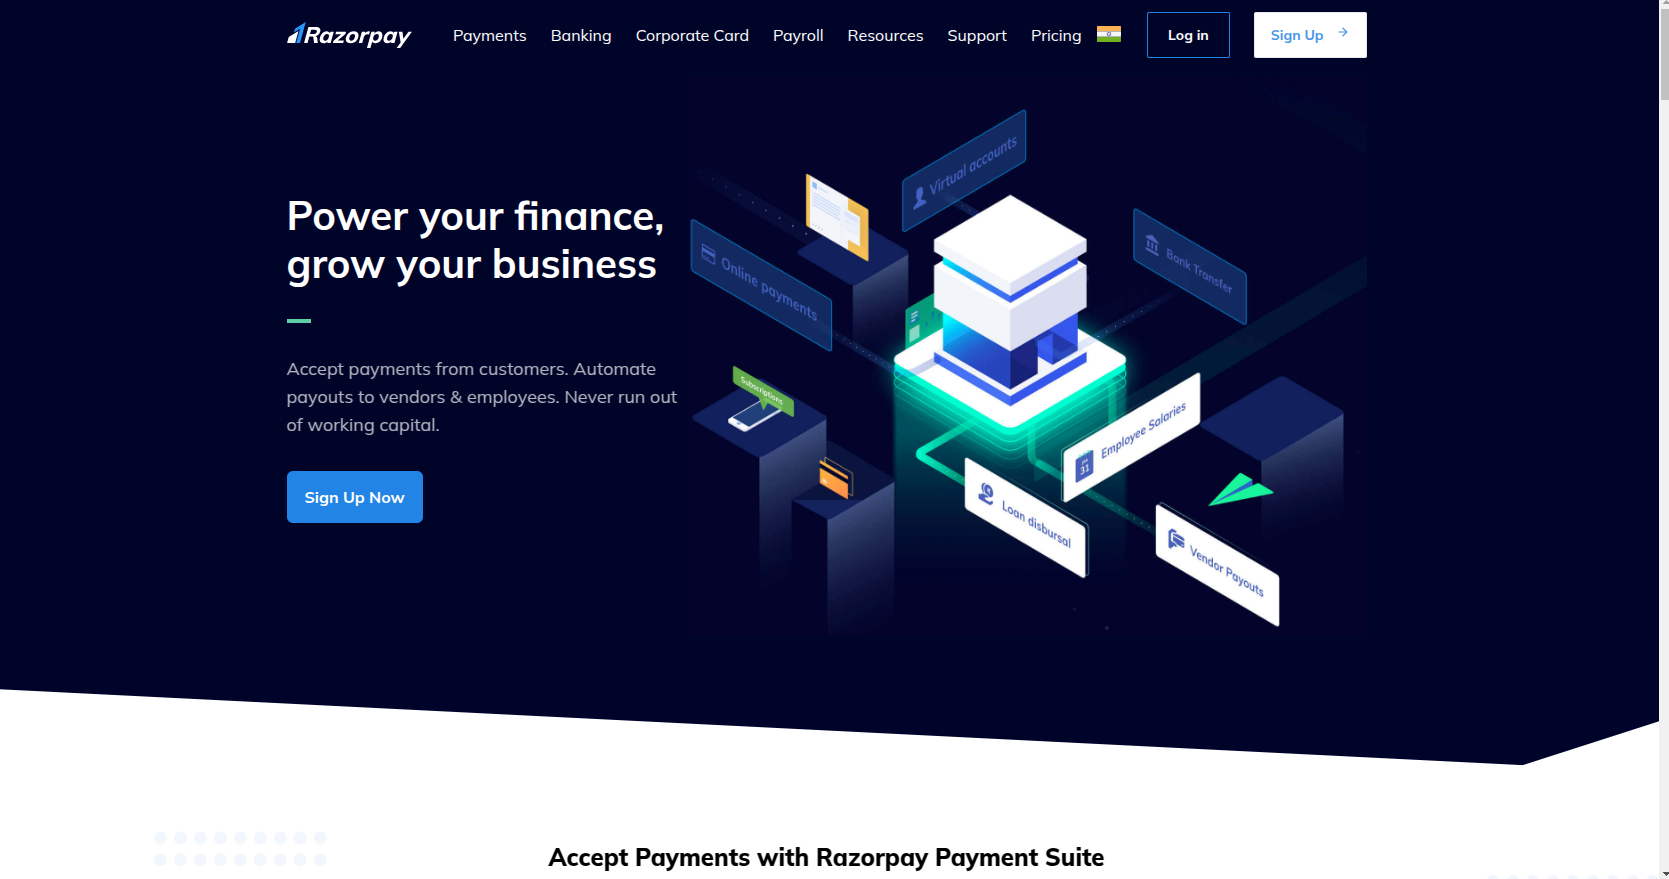 Razorpay
Payments
Banking
Corporate Card
Payroll
Resources
Support
Pricing
Log in
Sign Up
Power your finance,
grow your business
Accept payments from customers. Automate
payouts to vendors & employees. Never run out
of working capital.
Sign Up Now
Virtual accounts
Online payments
Bank Transfer
Subscriptions
Employee Salaries
31
Loan disbursal
Vendor Payouts
Accept Payments with Razorpay Payment Suite